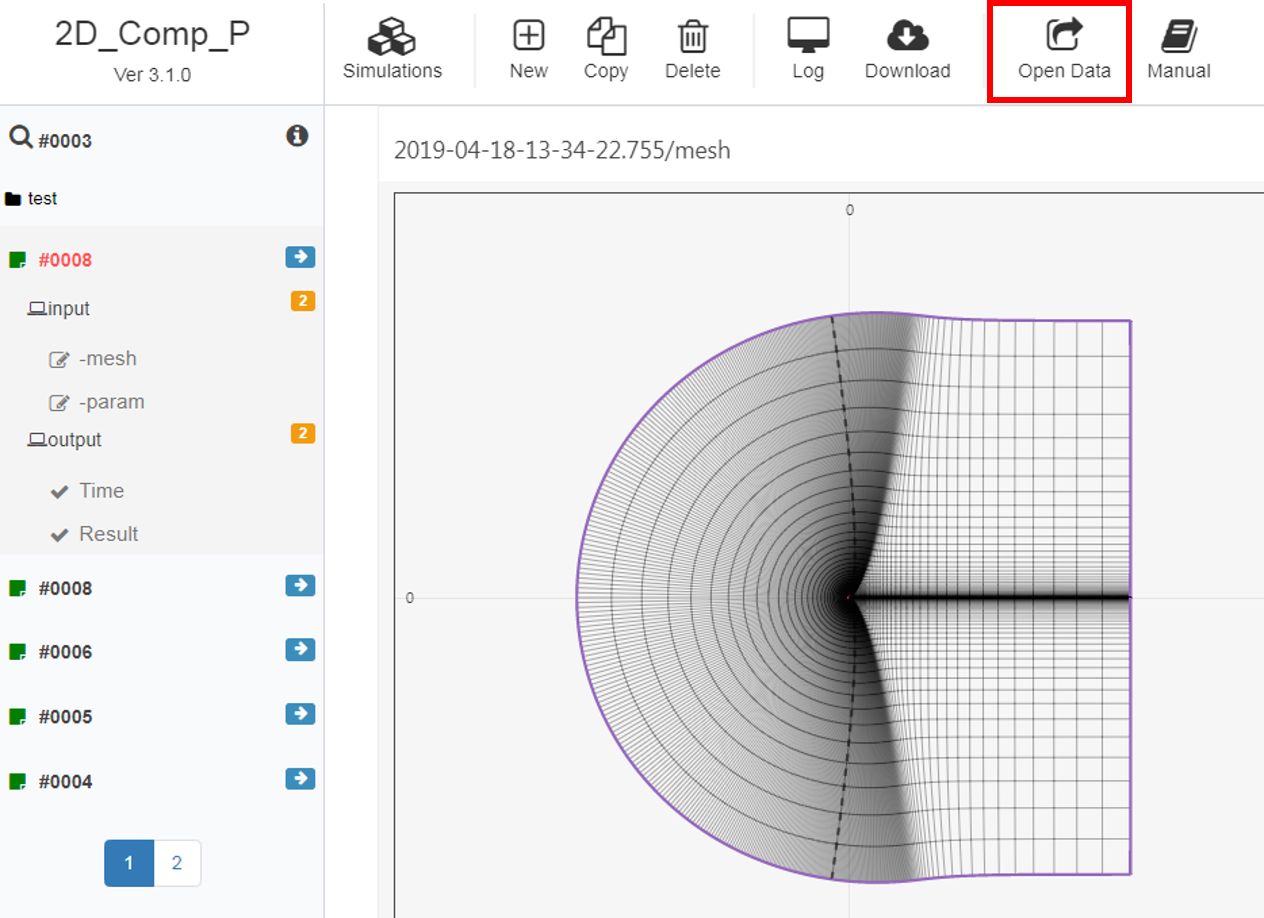 2D_Comp_P
Ver 3.1.0
Simulations
New
Copy
Delete
Log
Download
Open Data
Manual
#0003
test
#0008
input 2
-mesh
-param
output 2
Time
Result
#0008
#0006
#0005
#0004
1 2
2019-04-18-13-34-22.755/mesh
0
0